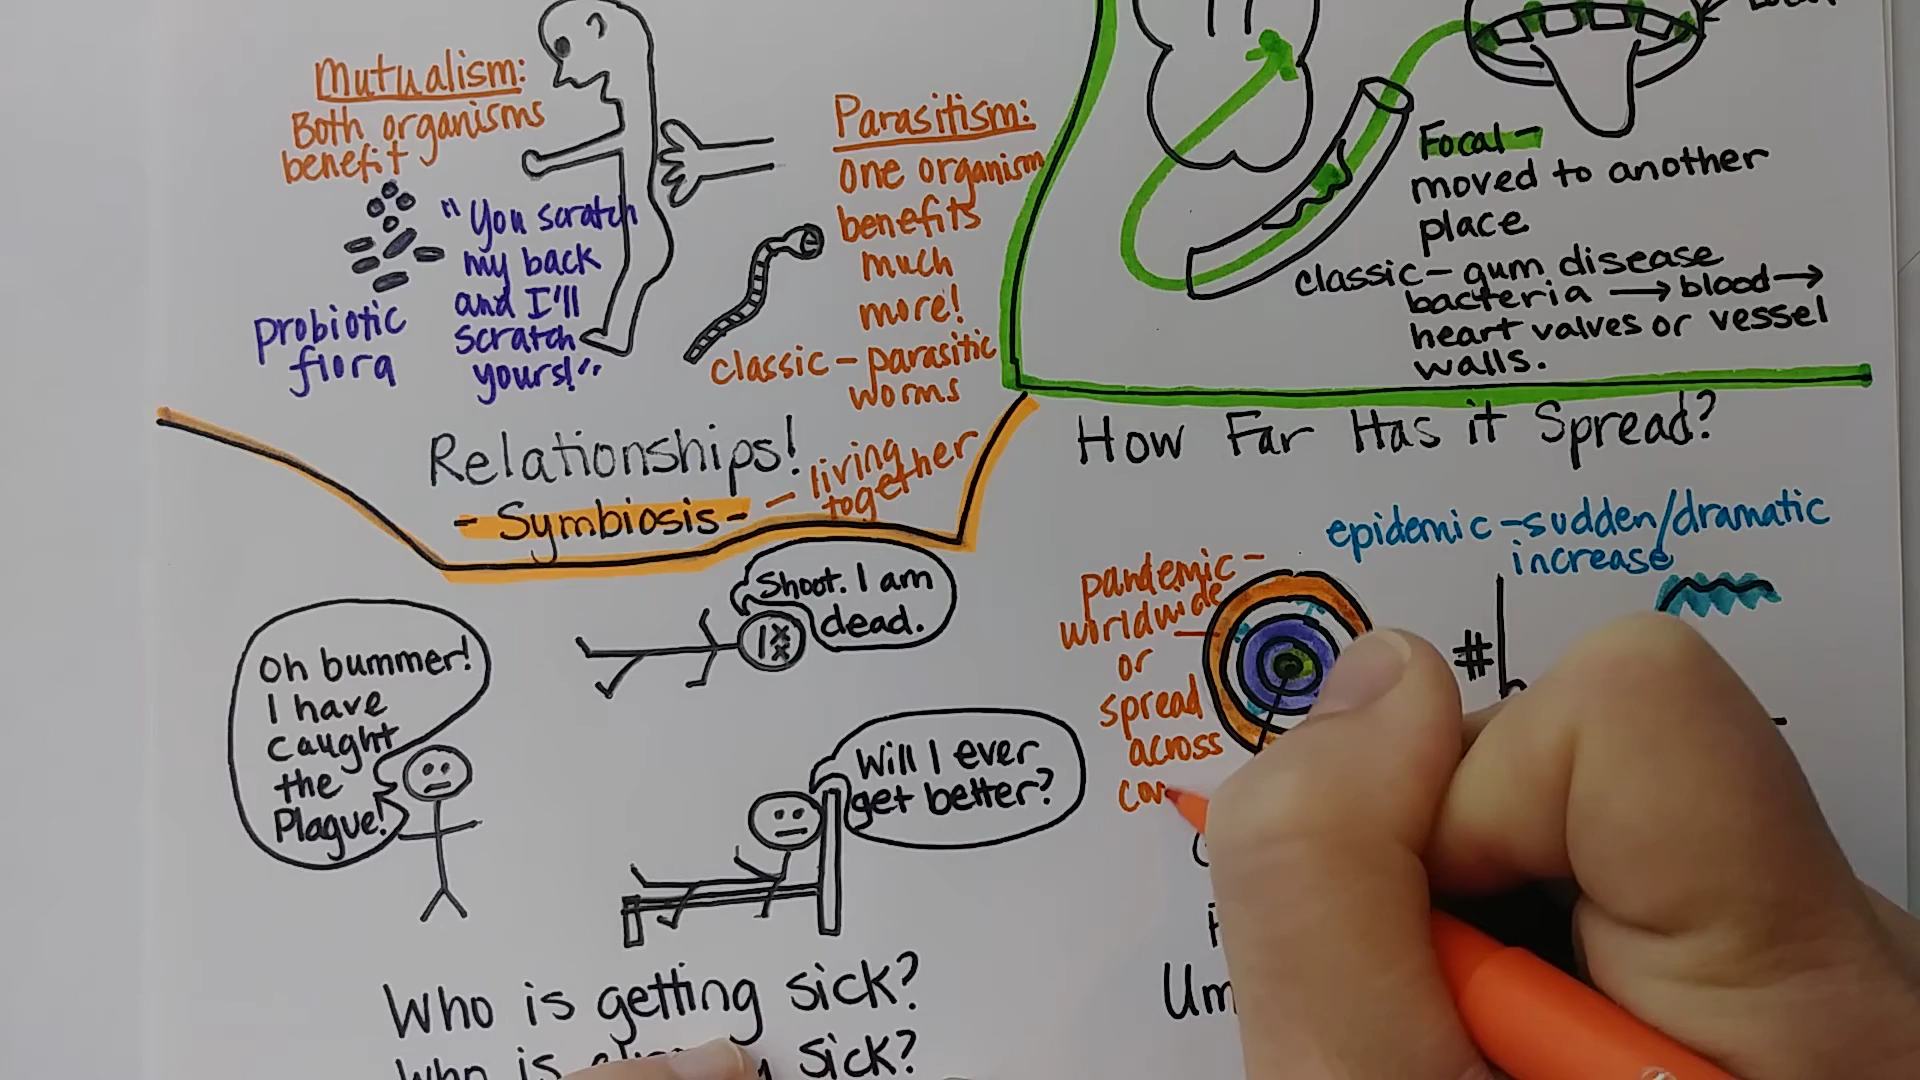 Mutualism:
Both organisms
benefit
"You scratch
my back
and I'll
scratch
yours!"
probiotic
flora
Parasitism:
one organism
benefits
much
more!
classic - parasitic
worms
Relationships!
- Symbiosis -
- living
together
Focal -
moved to another
place
classic - gum disease
bacteria → blood →
heart valves or vessel
walls.
How Far Has it Spread?
epidemic - sudden/dramatic
increase
pandemic -
worldwide
or
spread
across
#
Shoot. I am
dead.
Oh bummer!
I have
caught
the
Plague!
Will I ever
get better?
Who is getting sick?
Who is
sick?